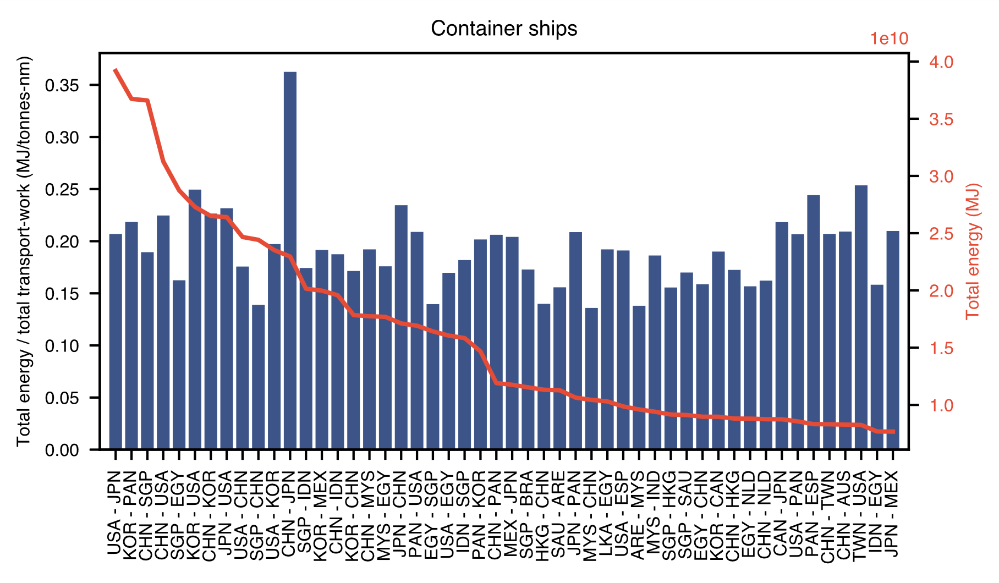 Container ships
1e10
Total energy / total transport-work (MJ/tonnes-nm)
0.35
0.30
0.25
0.20
0.15
0.10
0.05
0.00
4.0
3.5
3.0
2.5
2.0
1.5
1.0
Total energy (MJ)
USA - JPN
KOR - PAN
CHN - SGP
CHN - USA
SGP - EGY
KOR - USA
CHN - KOR
JPN - USA
USA - CHN
SGP - CHN
USA - KOR
CHN - JPN
SGP - IDN
KOR - MEX
CHN - IDN
KOR - CHN
CHN - MYS
MYS - EGY
JPN - CHN
PAN - USA
EGY - SGP
USA - EGY
IDN - SGP
PAN - KOR
CHN - PAN
MEX - JPN
SGP - BRA
HKG - CHN
SAU - ARE
JPN - PAN
MYS - CHN
LKA - EGY
USA - ESP
ARE - MYS
MYS - IND
SGP - HKG
SGP - SAU
EGY - CHN
KOR - CAN
CHN - HKG
EGY - NLD
CHN - NLD
CAN - JPN
USA - PAN
PAN - ESP
CHN - TWN
CHN - AUS
TWN - USA
IDN - EGY
JPN - MEX